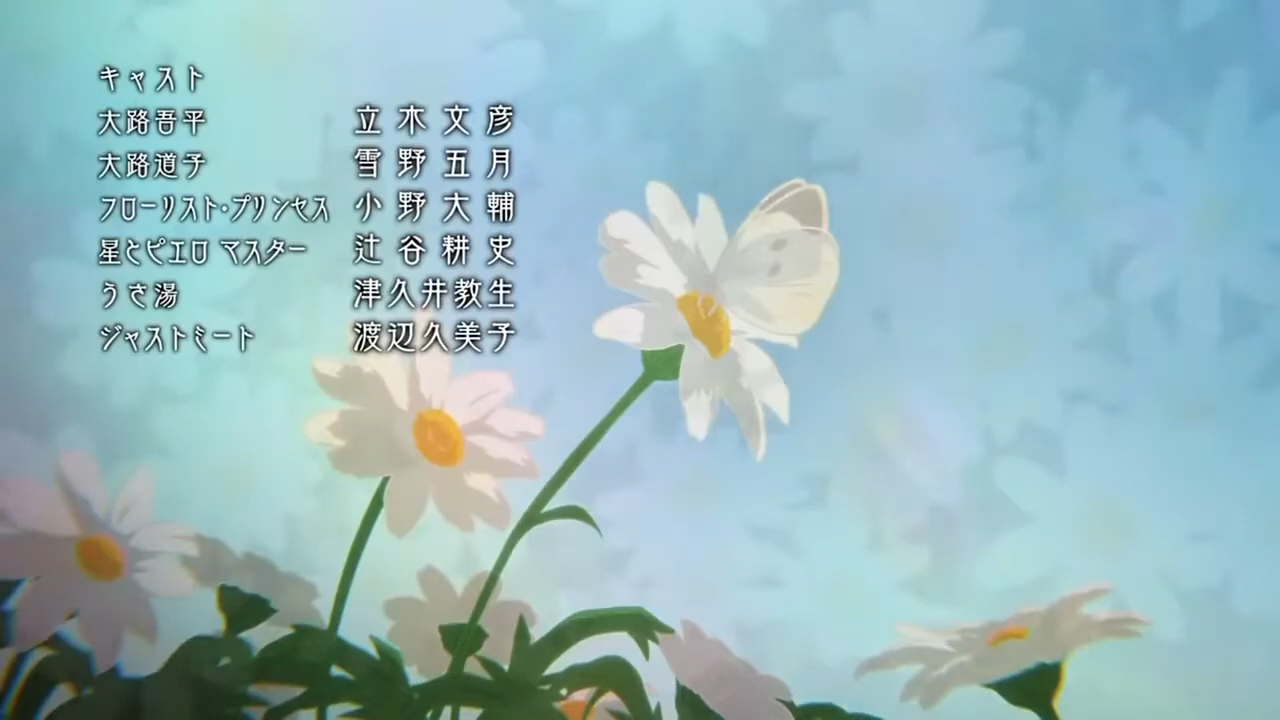 キャスト
大路吾平 立木文彦
大路道子 雪野五月
フローリスト・プリンセス 小野大輔
星とピエロ マスター 辻谷耕史
うさ湯 津久井教生
ジャストミート 渡辺久美子